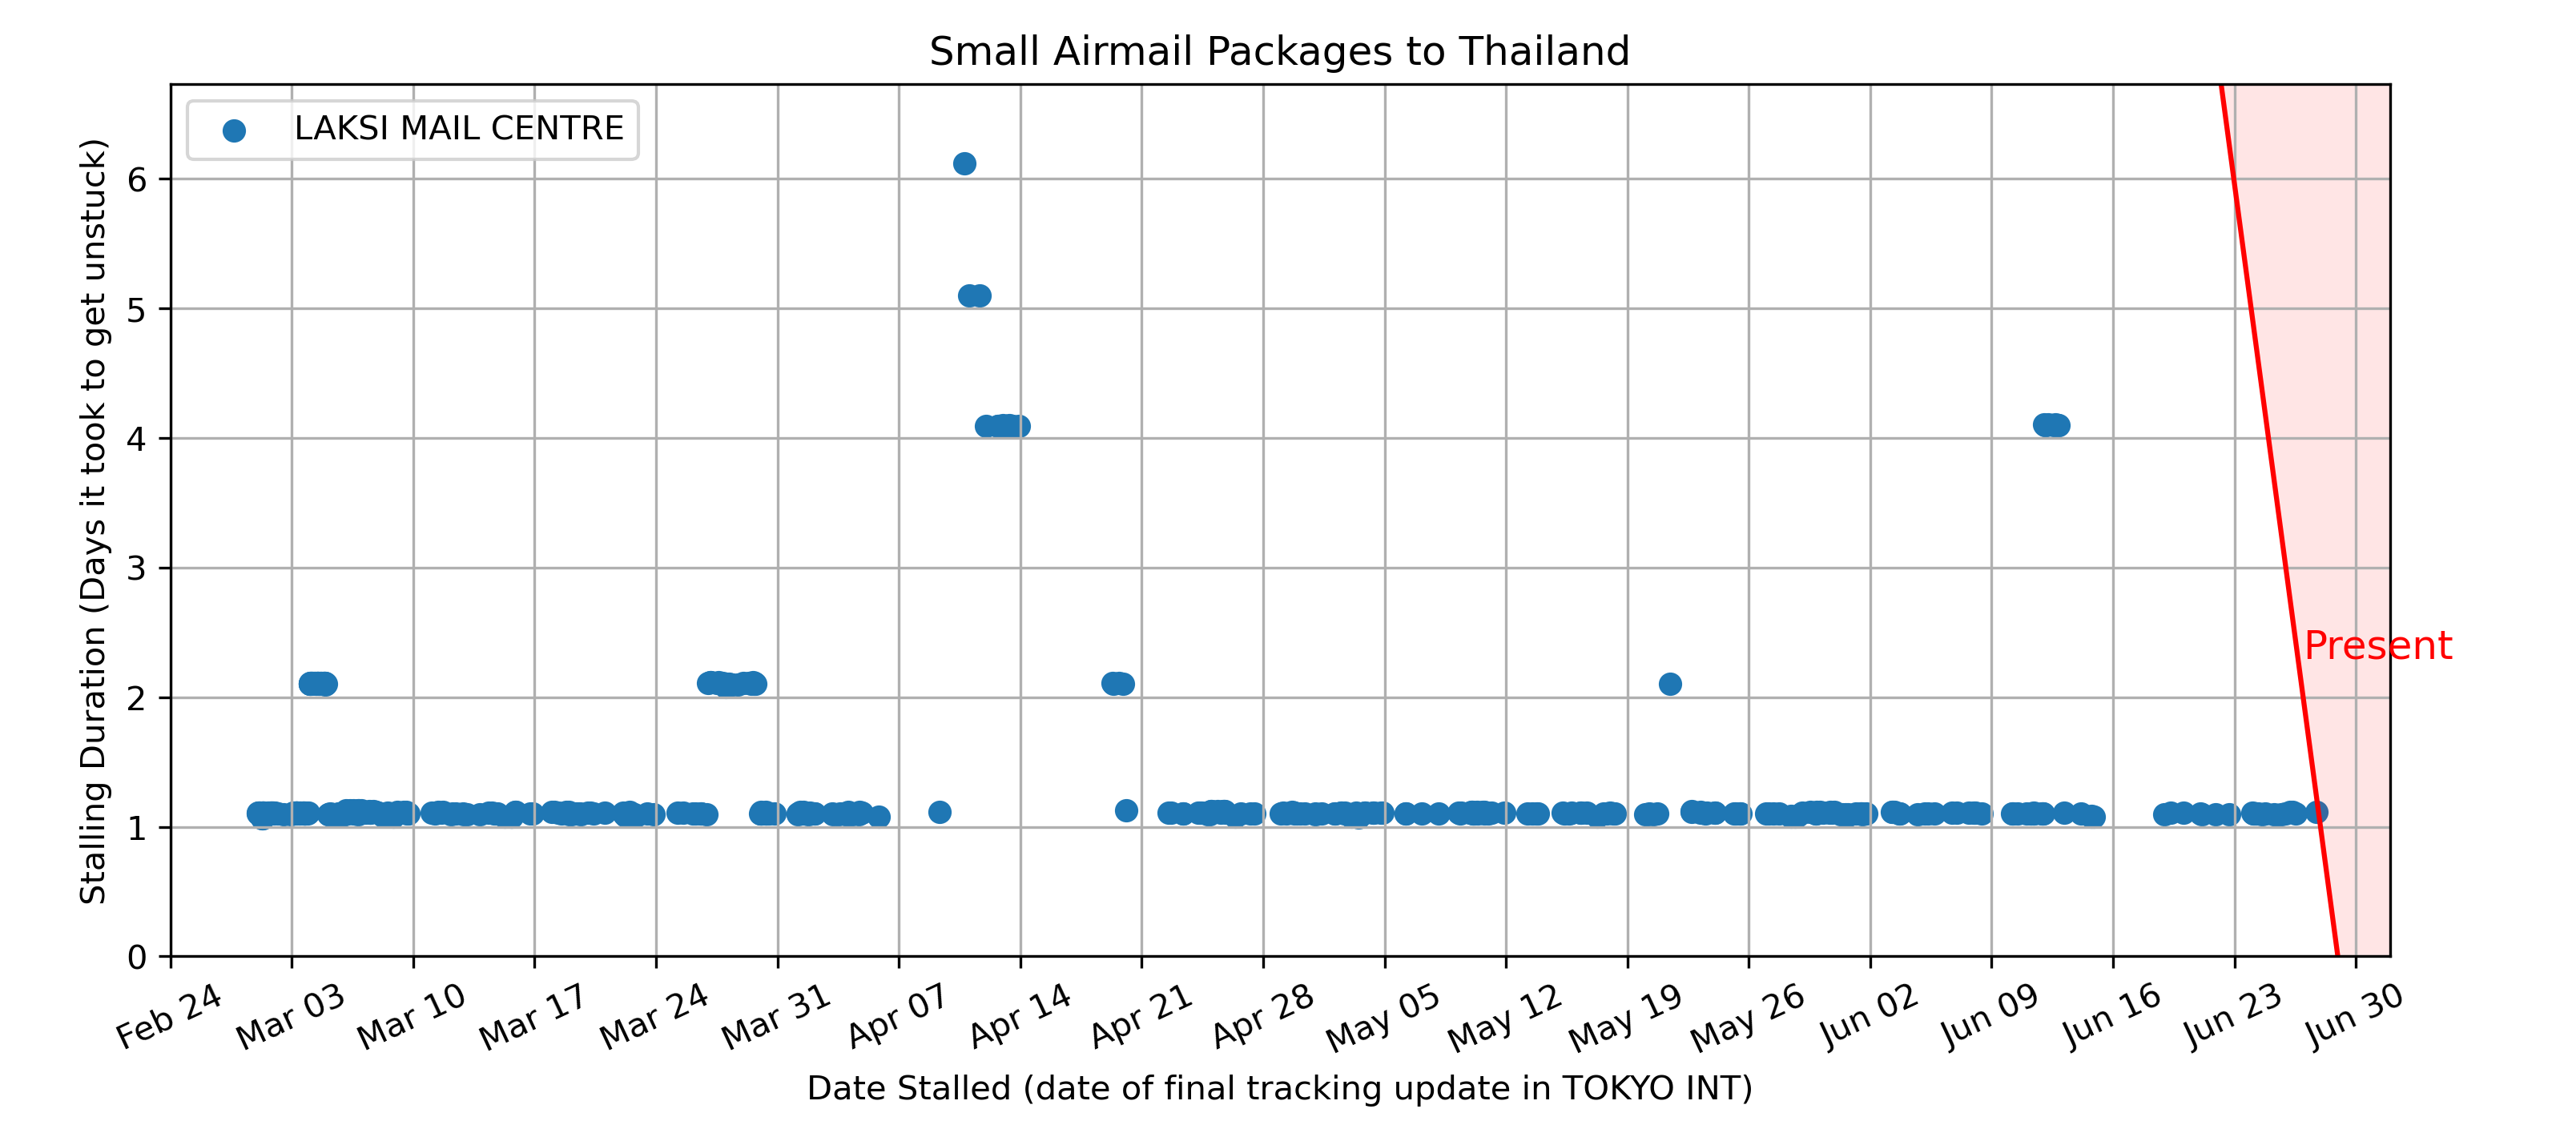 Small Airmail Packages to Thailand
LAKSI MAIL CENTRE
Stalling Duration (Days it took to get unstuck)
6
5
4
3
2
1
0
Present
Feb 24
Mar 03
Mar 10
Mar 17
Mar 24
Mar 31
Apr 07
Apr 14
Apr 21
Apr 28
May 05
May 12
May 19
May 26
Jun 02
Jun 09
Jun 16
Jun 23
Jun 30
Date Stalled (date of final tracking update in TOKYO INT)